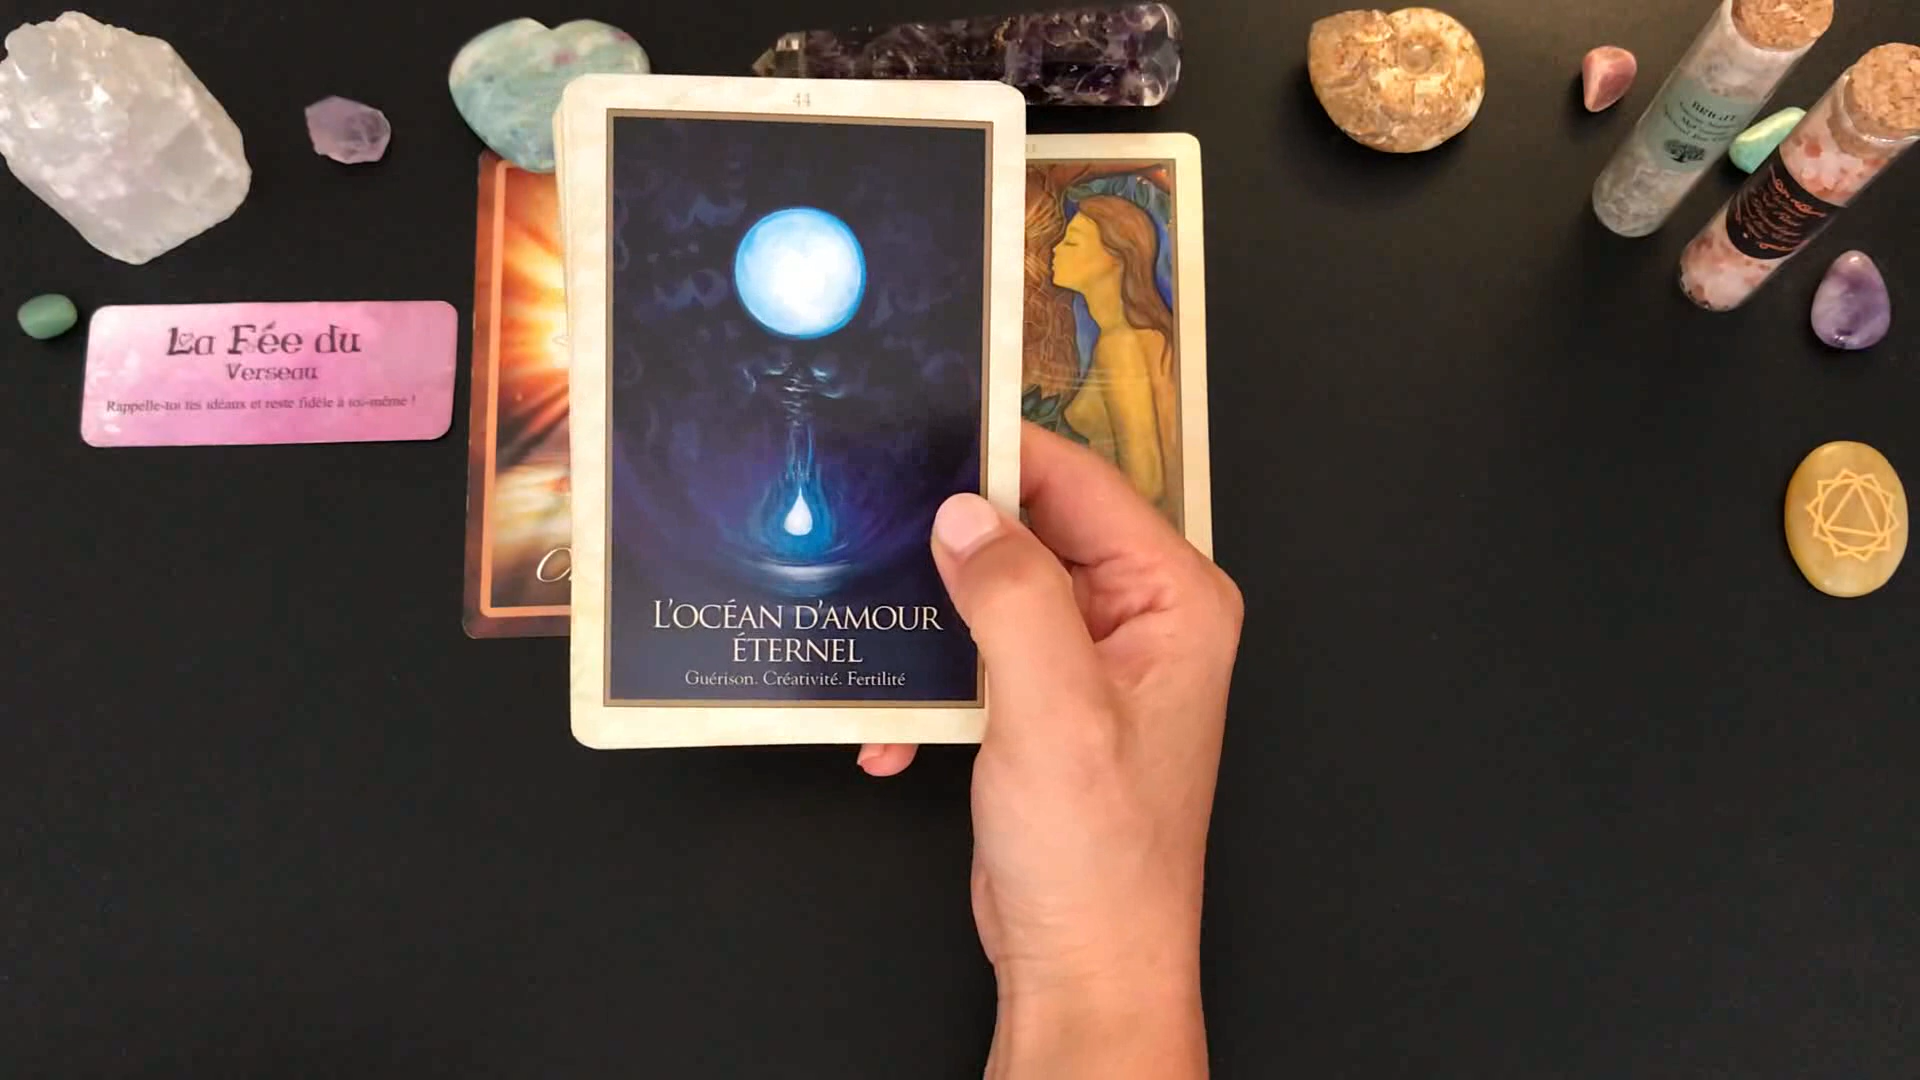 44
La Fée du
Verseau
Rappelle-toi tes idéaux et reste fidèle à toi-même !
L'OCÉAN D'AMOUR
ÉTERNEL
Guérison. Créativité. Fertilité